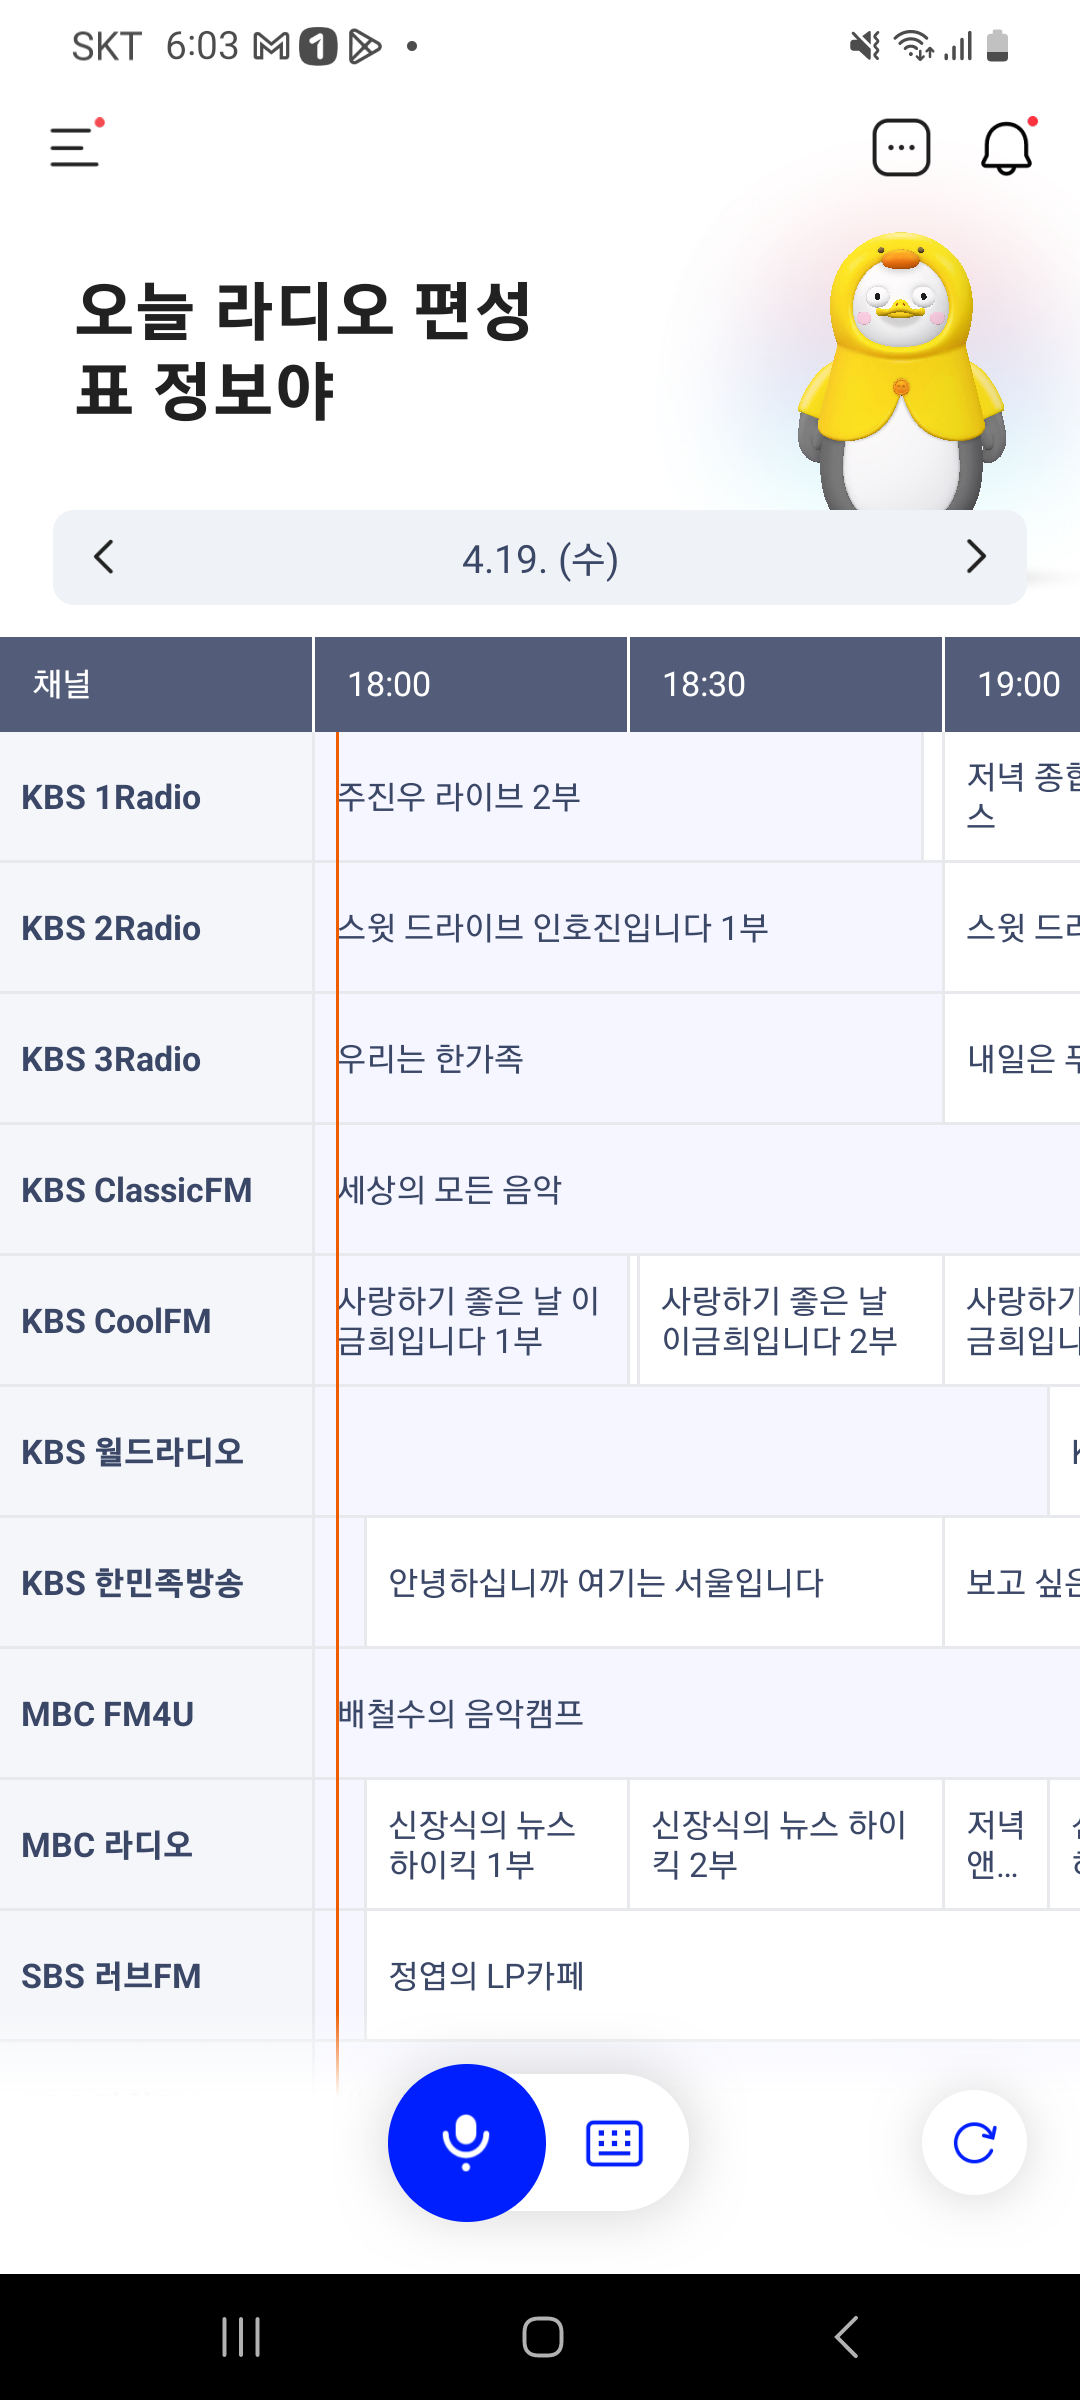 SKT 6:03
오늘 라디오 편성
표 정보야
4.19. (수)
채널 18:00 18:30 19:00
KBS 1Radio
주진우 라이브 2부
저녁 종합
스
KBS 2Radio
스윗 드라이브 인호진입니다 1부
스윗 드라
KBS 3Radio
우리는 한가족
내일은 푸
KBS ClassicFM
세상의 모든 음악
KBS CoolFM
사랑하기 좋은 날 이
금희입니다 1부
사랑하기 좋은 날
이금희입니다 2부
사랑하기
금희입니
KBS 월드라디오
KBS 한민족방송
안녕하십니까 여기는 서울입니다
보고 싶은
MBC FM4U
배철수의 음악캠프
MBC 라디오
신장식의 뉴스
하이킥 1부
신장식의 뉴스 하이
킥 2부
저녁
앤...
SBS 러브FM
정엽의 LP카페